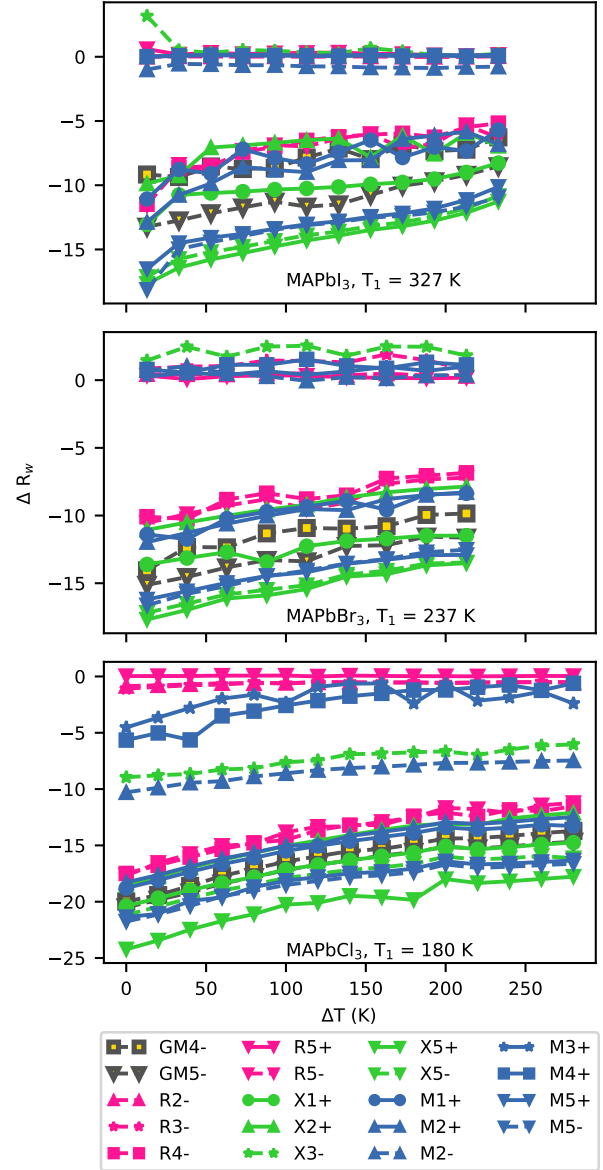 0
−5
−10
−15
MAPbI3, T1 = 327 K
0
−5
−10
−15
Δ Rw
MAPbBr3, T1 = 237 K
0
−5
−10
−15
−20
−25
MAPbCl3, T1 = 180 K
0 50 100 150 200 250
ΔT (K)
GM4- R5+ X5+ M3+
GM5- R5- X5- M4+
R2- X1+ M1+ M5+
R3- X2+ M2+ M5-
R4- X3- M2-